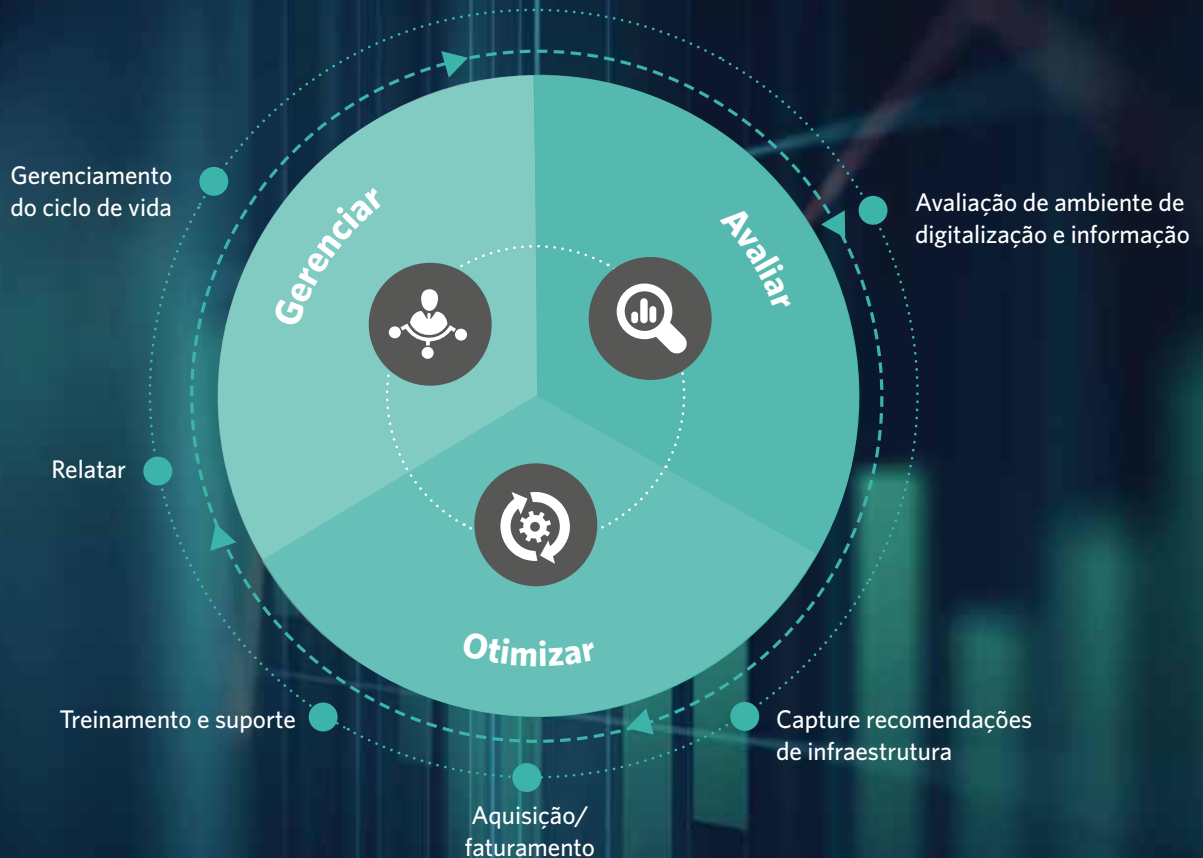 Gerenciar
Avaliar
Otimizar
Avaliação de ambiente de
digitalização e informação
Capture recomendações
de infraestrutura
Aquisição/
faturamento
Treinamento e suporte
Relatar
Gerenciamento
do ciclo de vida